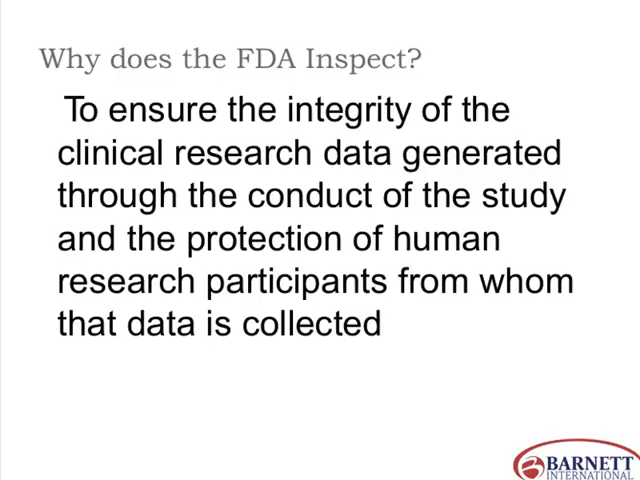 Why does the FDA Inspect?
To ensure the integrity of the
clinical research data generated
through the conduct of the study
and the protection of human
research participants from whom
that data is collected
BARNETT
INTERNATIONAL